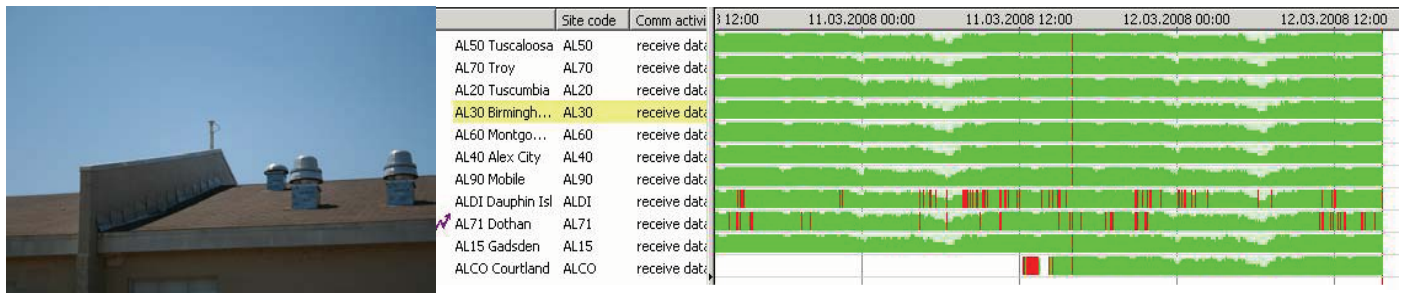 Site code Comm activi 3 12:00 11.03.2008 00:00 11.03.2008 12:00 12.03.2008 00:00 12.03.2008 12:00
AL50 Tuscaloosa AL50 receive data
AL70 Troy AL70 receive data
AL20 Tuscumbia AL20 receive data
AL30 Birmingh... AL30 receive data
AL60 Montgo... AL60 receive data
AL40 Alex City AL40 receive data
AL90 Mobile AL90 receive data
ALDI Dauphin Isl ALDI receive data
AL71 Dothan AL71 receive data
AL15 Gadsden AL15 receive data
ALCO Courtland ALCO receive data